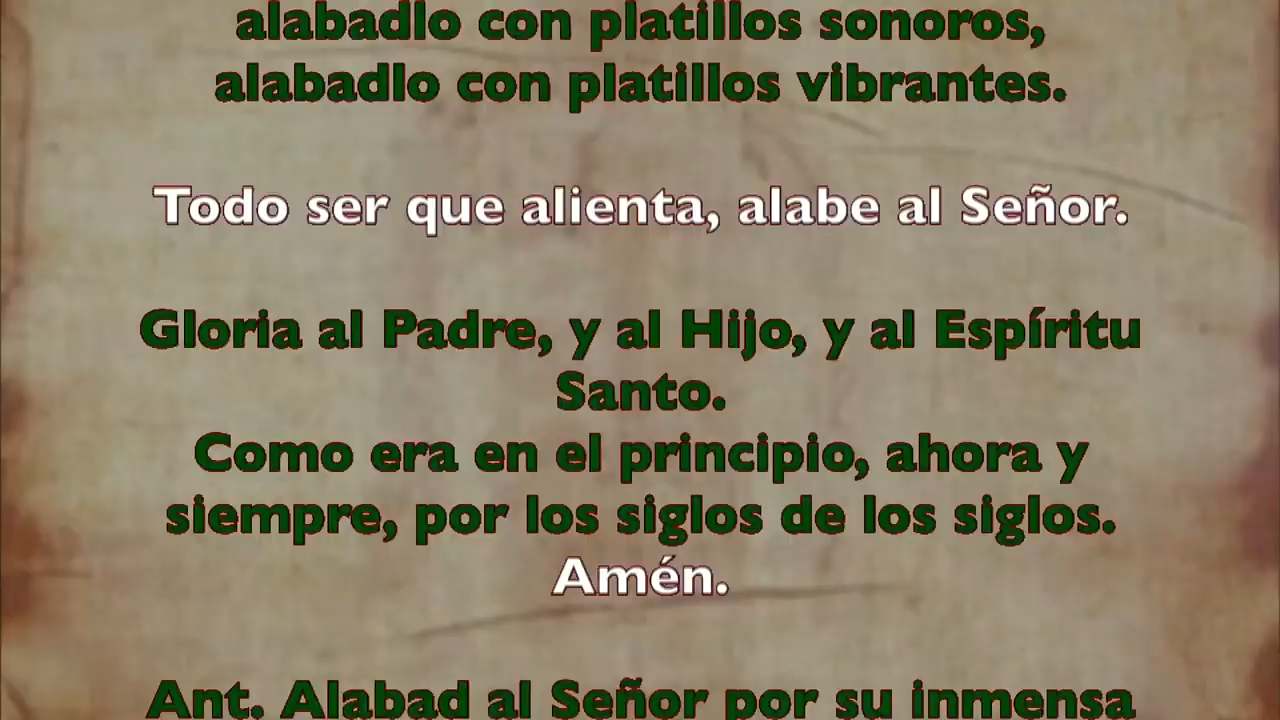 alabadlo con platillos sonoros,
alabadlo con platillos vibrantes.
Todo ser que alienta, alabe al Señor.
Gloria al Padre, y al Hijo, y al Espíritu
Santo.
Como era en el principio, ahora y
siempre, por los siglos de los siglos.
Amén.
Ant. Alabad al Señor por su inmensa